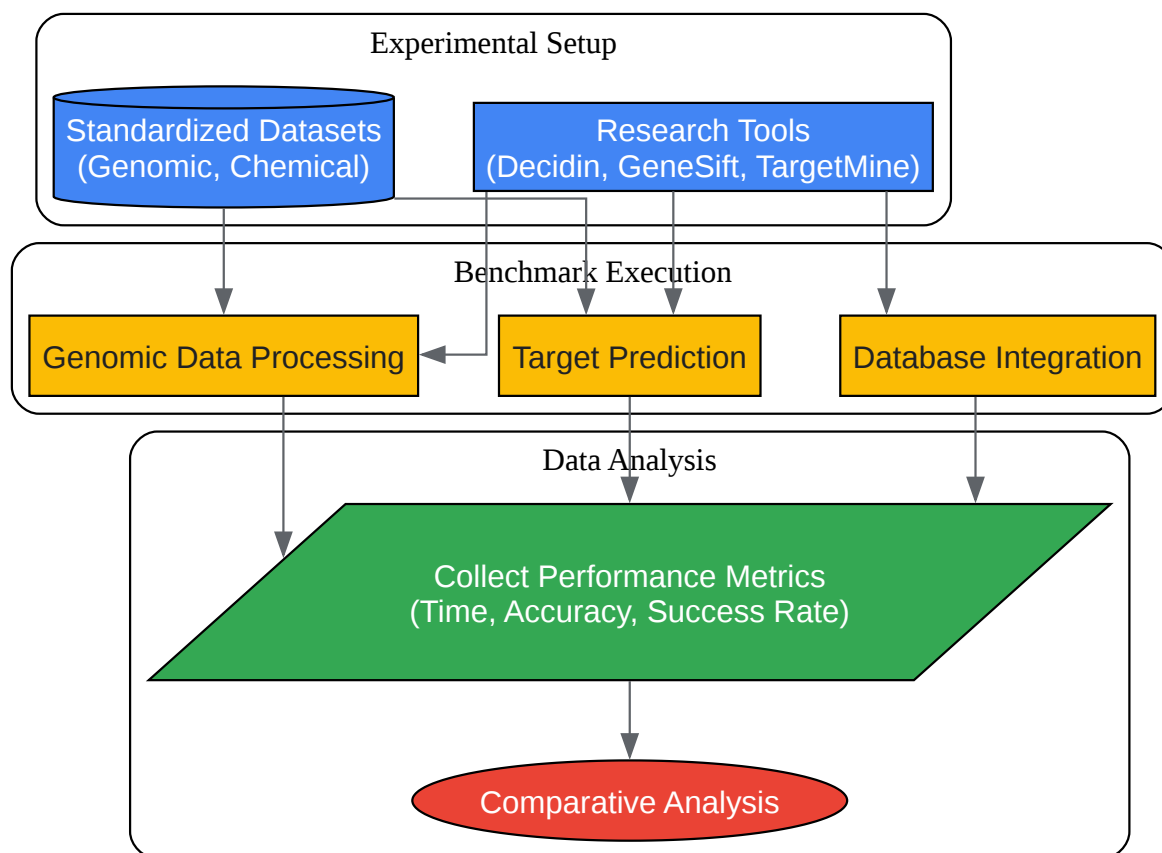 Experimental Setup
Standardized Datasets
(Genomic, Chemical)
Research Tools
(Decidin, GeneSift, TargetMine)
Benchmark Execution
Genomic Data Processing
Target Prediction
Database Integration
Data Analysis
Collect Performance Metrics
(Time, Accuracy, Success Rate)
Comparative Analysis